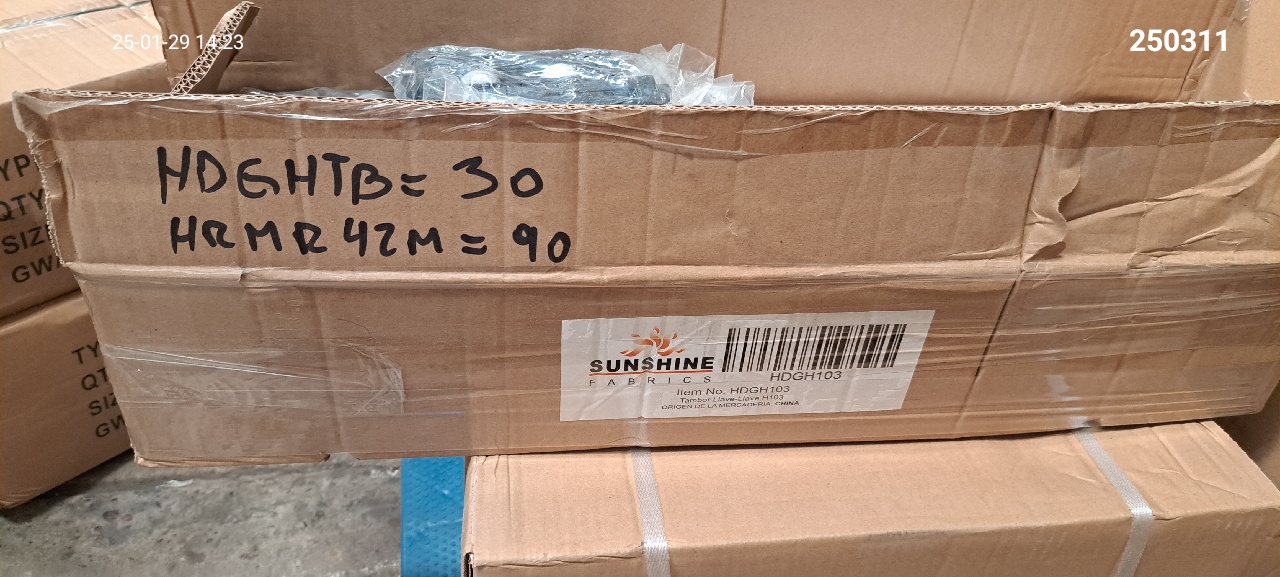 25-01-29 14:23
250311
HDGHTB = 30
HRMR42M = 90
SUNSHINE
FABRICS
HDGH103
Item No. HDGH103
Tambor Llave-Llave H103
ORIGEN DE LA MERCADERIA: CHINA
TYP
QTY
SIZ
GW
TY
QT
SIZ
GW